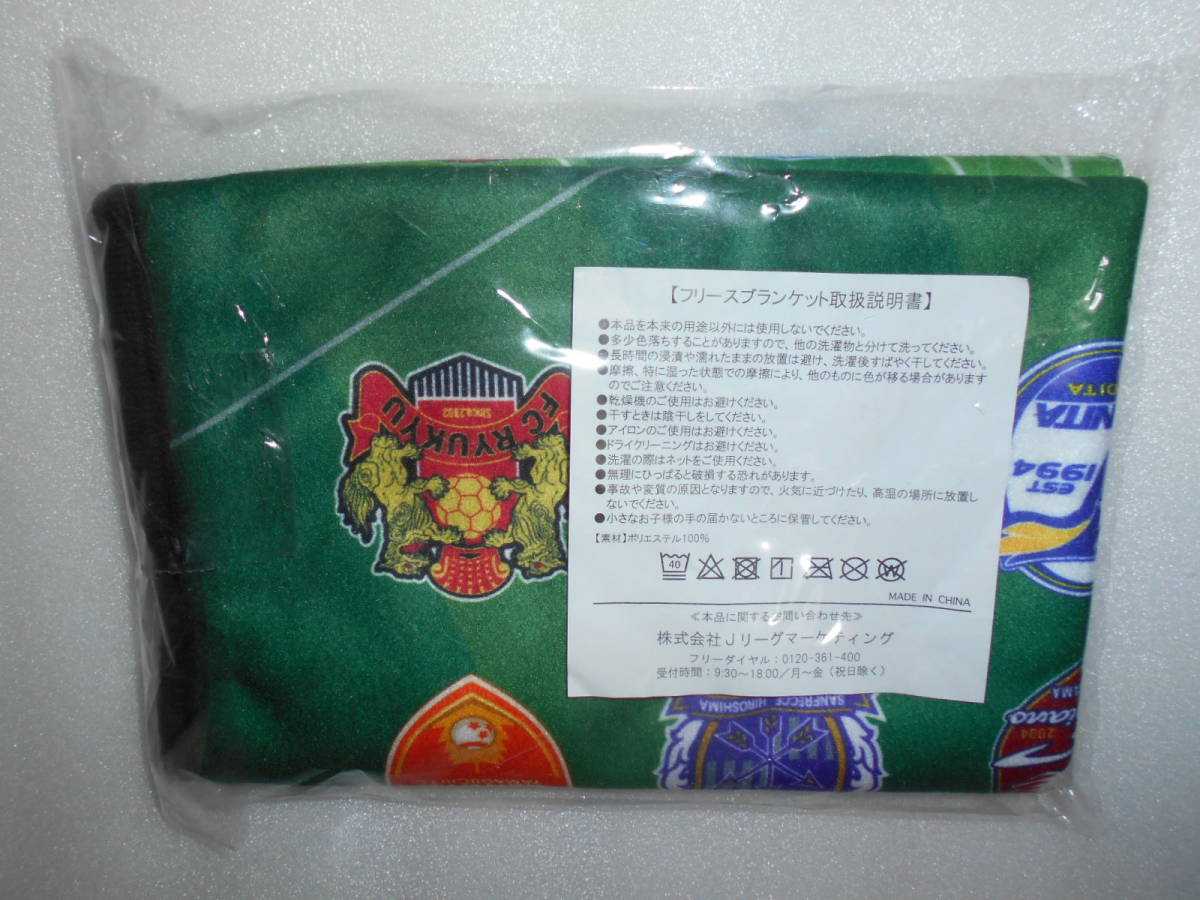 【フリースブランケット取扱説明書】
●本品を本来の用途以外には使用しないでください。
●多少色落ちすることがありますので、他の洗濯物と分けて洗ってください。
●長時間の浸漬や濡れたままの放置は避け、洗濯後すばやく干してください。
●摩擦、特に湿った状態での摩擦により、他のものに色が移る場合があります
のでご注意ください。
●乾燥機のご使用はお避けください。
●干すときは陰干しをしてください。
●アイロンのご使用はお避けください。
●ドライクリーニングはお避けください。
●洗濯の際はネットをご使用ください。
●無理にひっぱると破損する恐れがあります。
●事故や変質の原因となりますので、火気に近づけたり、高温の場所に放置し
ないでください。
●小さなお子様の手の届かないところに保管してください。
【素材】ポリエステル100%
40
W
MADE IN CHINA
≪本品に関するお問い合わせ先≫
株式会社Jリーグマーケティング
フリーダイヤル:0120-361-400
受付時間:9:30~18:00/月~金(祝日除く)
Since.2003
FC RYUKYU
EST
1994
SANFRECCE HIROSHIMA
YAMAGUCHI
2004